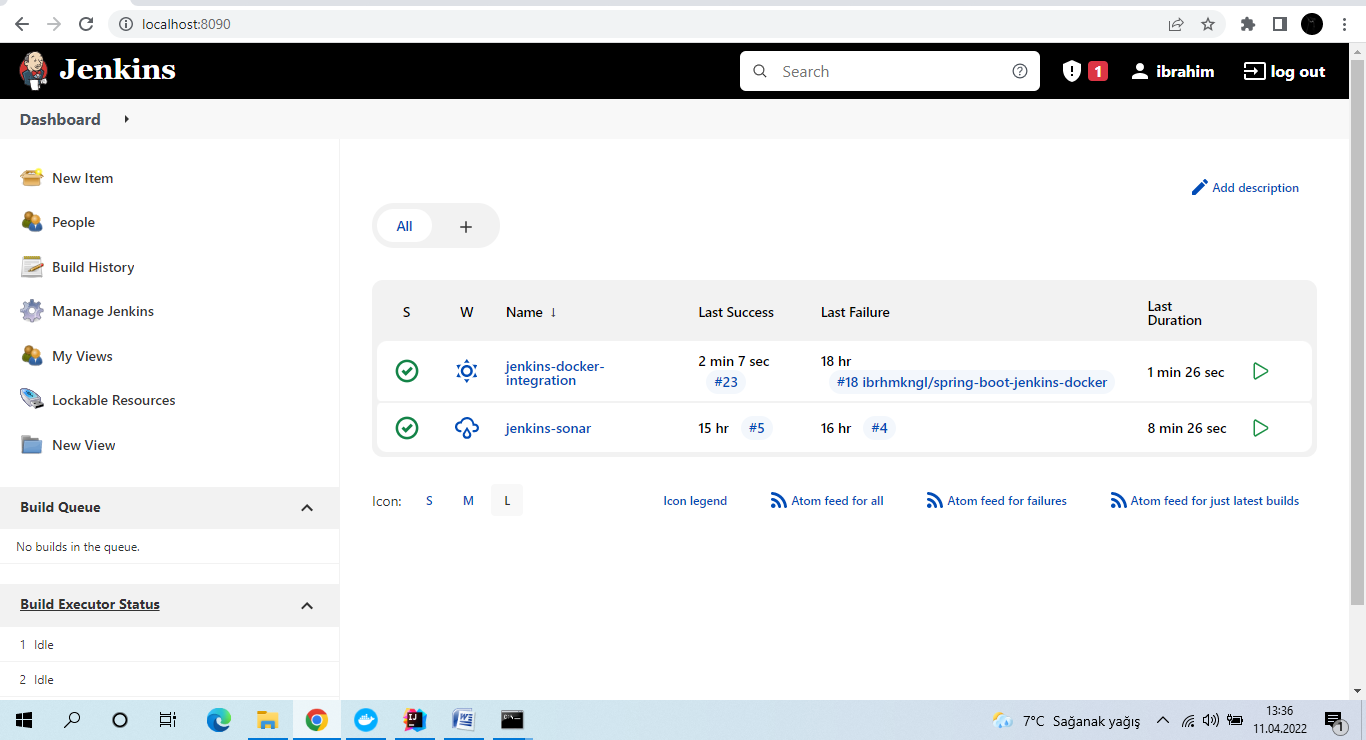 localhost:8090
Jenkins
Search
1
ibrahim
log out
Dashboard
New Item
People
Build History
Manage Jenkins
My Views
Lockable Resources
New View
Build Queue
No builds in the queue.
Build Executor Status
1 Idle
2 Idle
Add description
All +
S W Name ↓ Last Success Last Failure Last
Duration
jenkins-docker-
integration
2 min 7 sec
#23
18 hr
#18 ibrhmkngl/spring-boot-jenkins-docker
1 min 26 sec
jenkins-sonar 15 hr #5 16 hr #4 8 min 26 sec
Icon: S M L Icon legend Atom feed for all Atom feed for failures Atom feed for just latest builds
7°C Sağanak yağış
13:36
11.04.2022
1